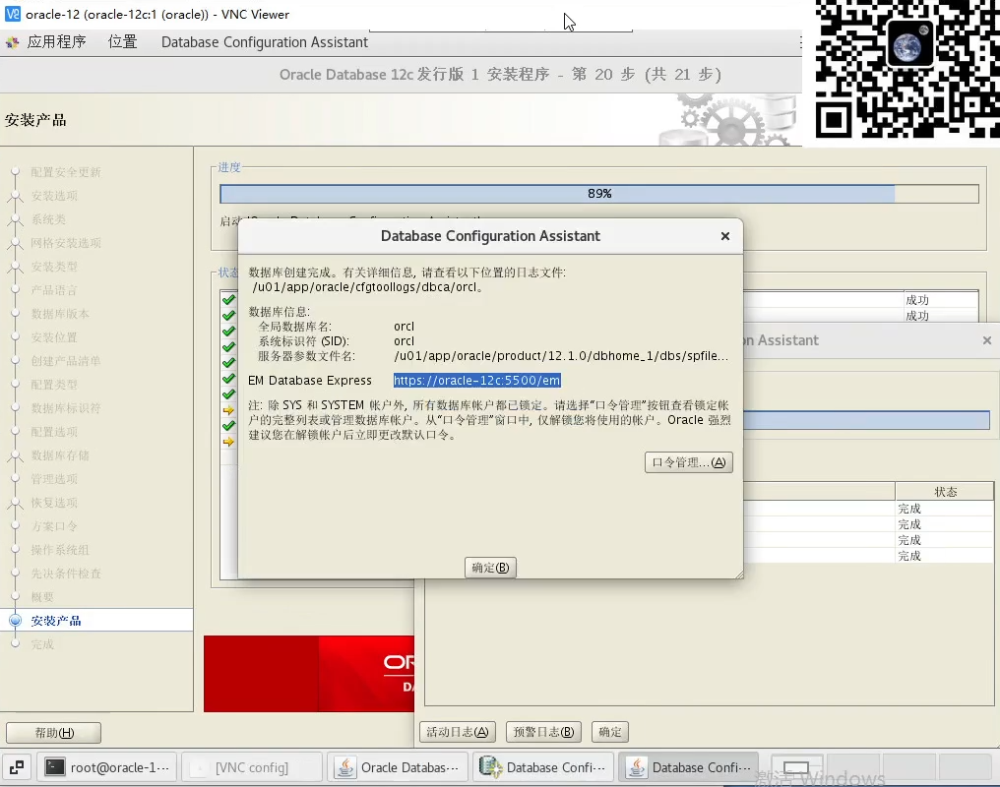 oracle-12 (oracle-12c:1 (oracle)) - VNC Viewer
应用程序 位置 Database Configuration Assistant
Oracle Database 12c 发行版 1 安装程序 - 第 20 步 (共 21 步)
安装产品
配置安全更新
安装选项
系统类
网格安装选项
安装类型
产品语言
数据库版本
安装位置
创建产品清单
配置类型
数据库标识符
配置选项
数据库存储
管理选项
恢复选项
方案口令
操作系统组
先决条件检查
概要
安装产品
完成
进度
89%
启动
状态
成功
成功
Database Configuration Assistant
数据库创建完成。有关详细信息, 请查看以下位置的日志文件:
/u01/app/oracle/cfgtoollogs/dbca/orcl。
数据库信息:
全局数据库名: orcl
系统标识符 (SID): orcl
服务器参数文件名: /u01/app/oracle/product/12.1.0/dbhome_1/dbs/spfile...
EM Database Express https://oracle-12c:5500/em
注: 除 SYS 和 SYSTEM 帐户外, 所有数据库帐户都已锁定。请选择“口令管理”按钮查看锁定帐
户的完整列表或管理数据库帐户。从“口令管理”窗口中, 仅解锁您将使用的帐户。Oracle 强烈
建议您在解锁帐户后立即更改默认口令。
口令管理...(A)
确定(B)
on Assistant
状态
完成
完成
完成
完成
OR
DA
活动日志(A) 预警日志(B) 确定
帮助(H)
root@oracle-1··· [VNC config] Oracle Databas··· Database Confi··· Database Confi···
激活 Windows